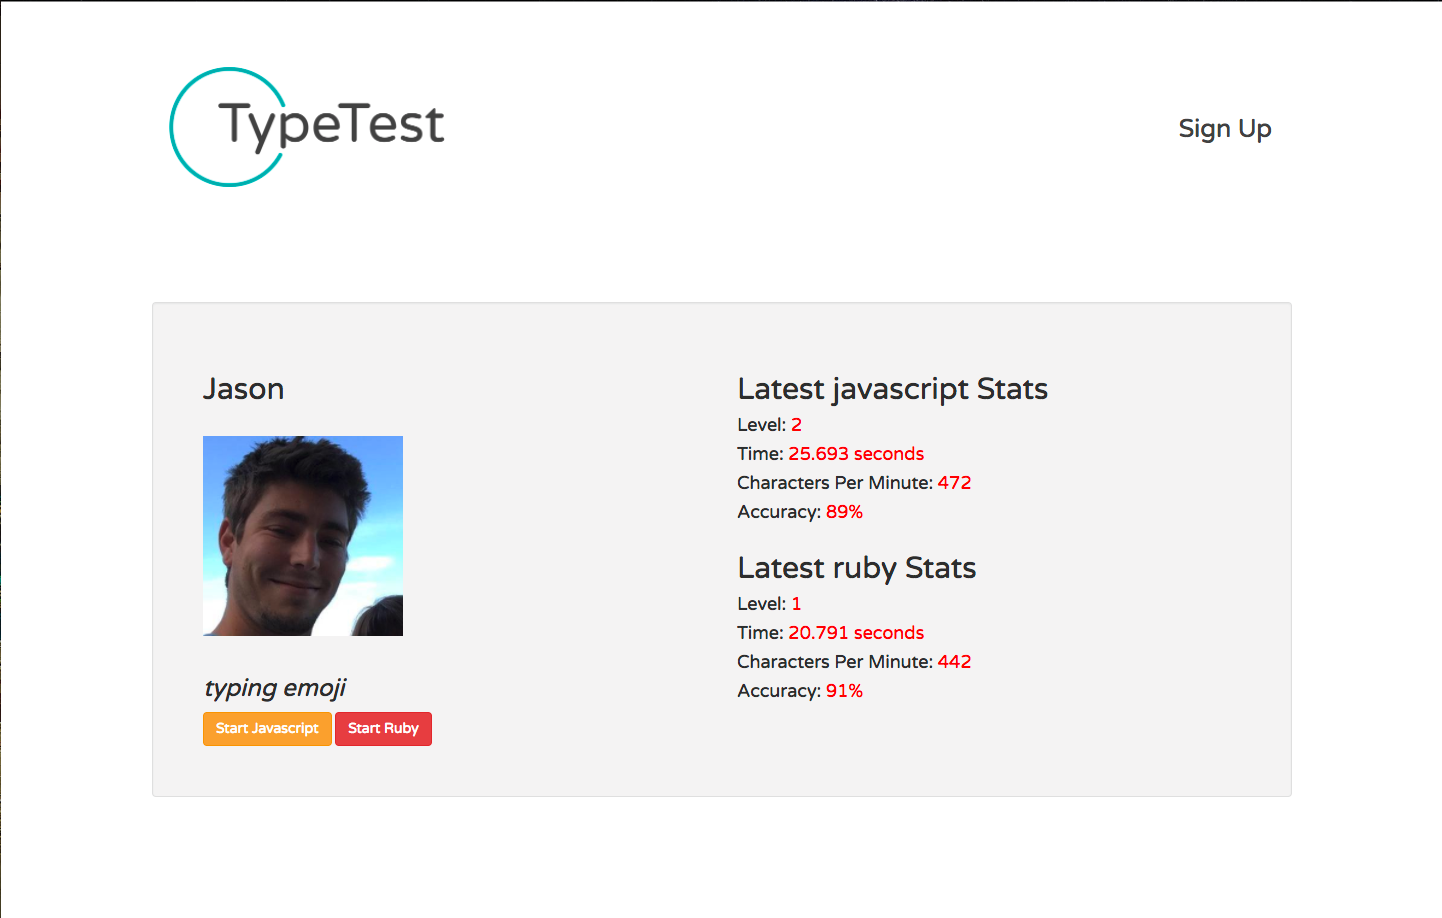 TypeTest
Sign Up
Jason
typing emoji
Start Javascript
Start Ruby
Latest javascript Stats
Level: 2
Time: 25.693 seconds
Characters Per Minute: 472
Accuracy: 89%
Latest ruby Stats
Level: 1
Time: 20.791 seconds
Characters Per Minute: 442
Accuracy: 91%